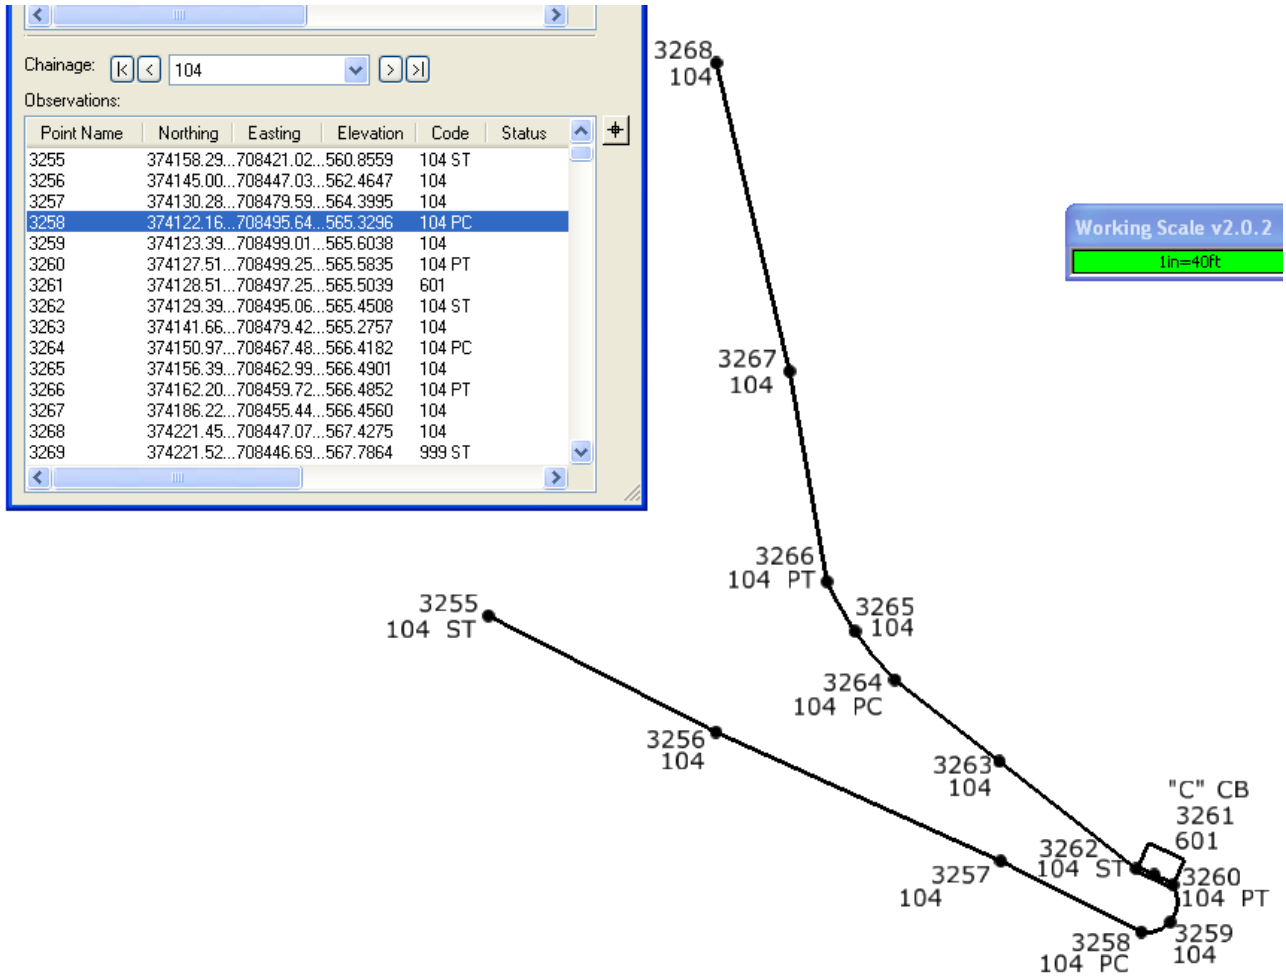 Chainage: 104
Observations:
Point Name Northing Easting Elevation Code Status
3255 374158.29... 708421.02... 560.8559 104 ST
3256 374145.00... 708447.03... 562.4647 104
3257 374130.28... 708479.59... 564.3995 104
3258 374122.16... 708495.64... 565.3296 104 PC
3259 374123.39... 708499.01... 565.6038 104
3260 374127.51... 708499.25... 565.5835 104 PT
3261 374128.51... 708497.25... 565.5039 601
3262 374129.39... 708495.06... 565.4508 104 ST
3263 374141.66... 708479.42... 565.2757 104
3264 374150.97... 708467.48... 566.4182 104 PC
3265 374156.39... 708462.99... 566.4901 104
3266 374162.20... 708459.72... 566.4852 104 PT
3267 374186.22... 708455.44... 566.4560 104
3268 374221.45... 708447.07... 567.4275 104
3269 374221.52... 708446.69... 567.7864 999 ST
3268
104
Working Scale v2.0.2
1in=40ft
3267
104
3266
104 PT
3255
104 ST
3265
104
3264
104 PC
3256
104
3263
104
"C" CB
3261
601
3262
104 ST
3257
104
3260
104 PT
3258
104 PC
3259
104